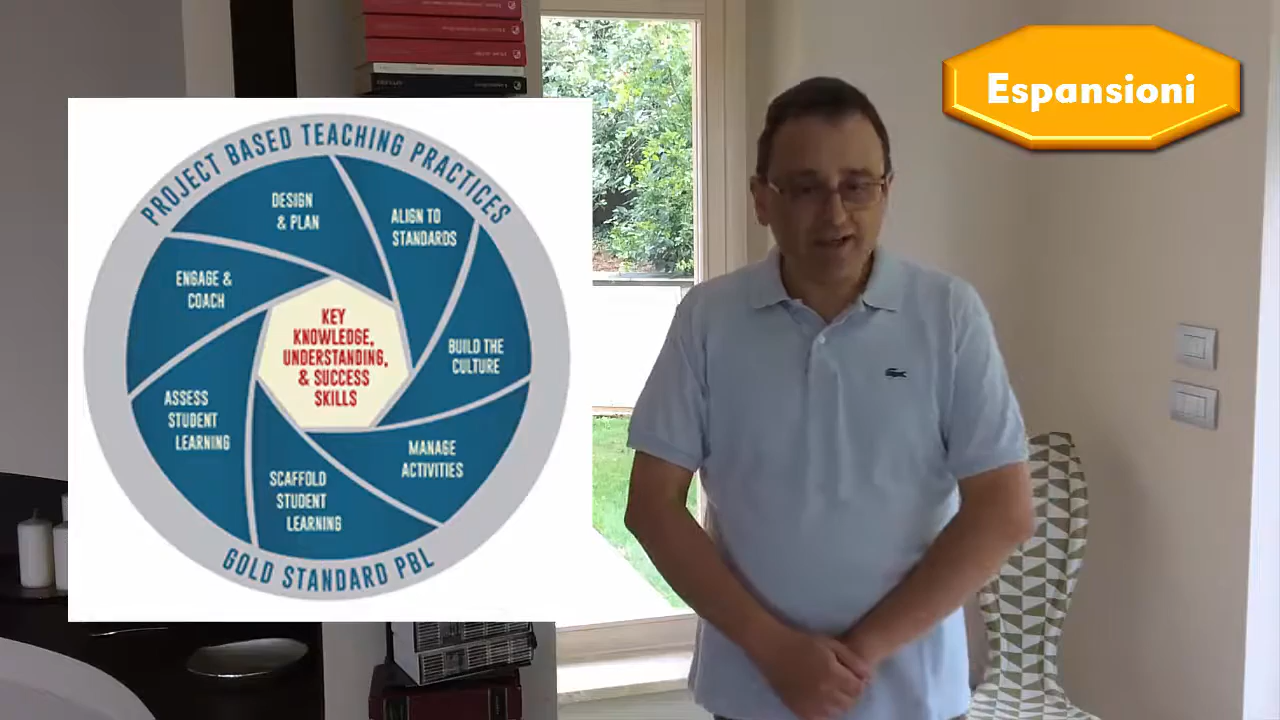 Espansioni
PROJECT BASED TEACHING PRACTICES
DESIGN
& PLAN
ALIGN TO
STANDARDS
ENGAGE &
COACH
KEY
KNOWLEDGE,
UNDERSTANDING,
& SUCCESS
SKILLS
BUILD THE
CULTURE
ASSESS
STUDENT
LEARNING
MANAGE
ACTIVITIES
SCAFFOLD
STUDENT
LEARNING
GOLD STANDARD PBL